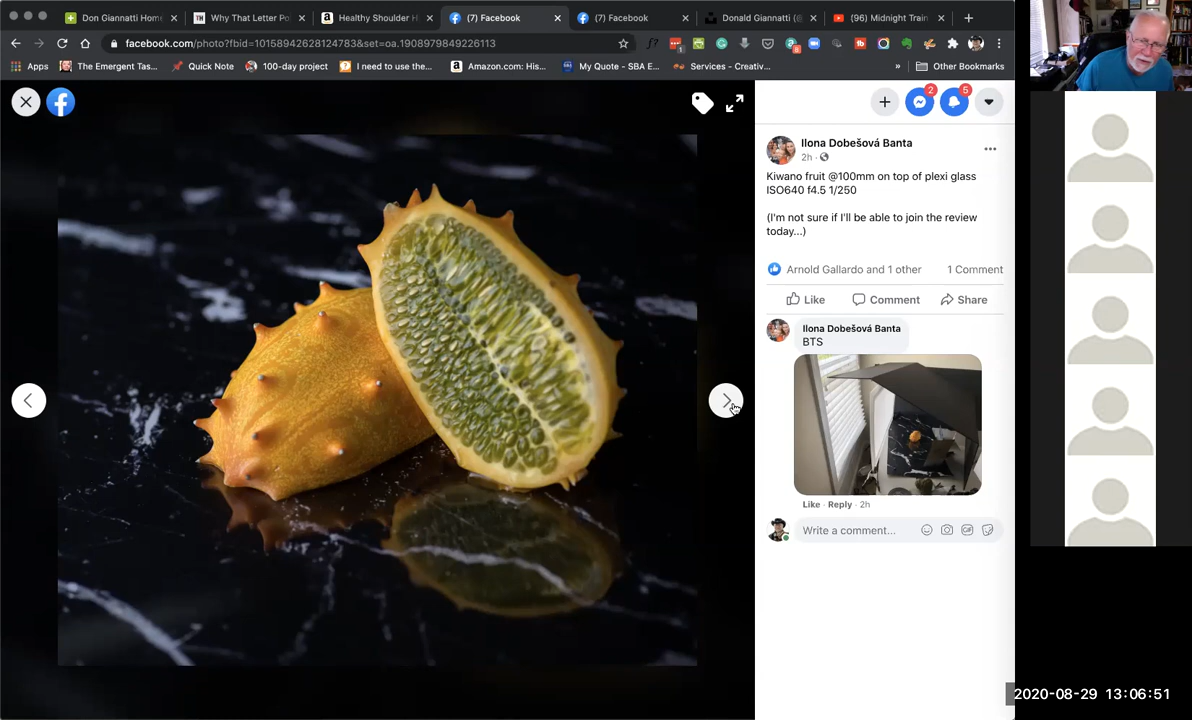 Don Giannatti Hom
Why That Letter Po
Healthy Shoulder H
(7) Facebook
(7) Facebook
Donald Giannatti (
(96) Midnight Train
facebook.com/photo?fbid=10158942628124783&set=oa.1908979849226113
Apps
The Emergent Tas...
Quick Note
100-day project
I need to use the...
Amazon.com: His...
My Quote - SBA E...
Services - Creativ...
»
Other Bookmarks
2
5
Ilona Dobešová Banta
2h ·
Kiwano fruit @100mm on top of plexi glass
ISO640 f4.5 1/250
(I'm not sure if I'll be able to join the review
today...)
Arnold Gallardo and 1 other
1 Comment
Like
Comment
Share
Ilona Dobešová Banta
BTS
Like · Reply · 2h
Write a comment...
2020-08-29 13:06:51